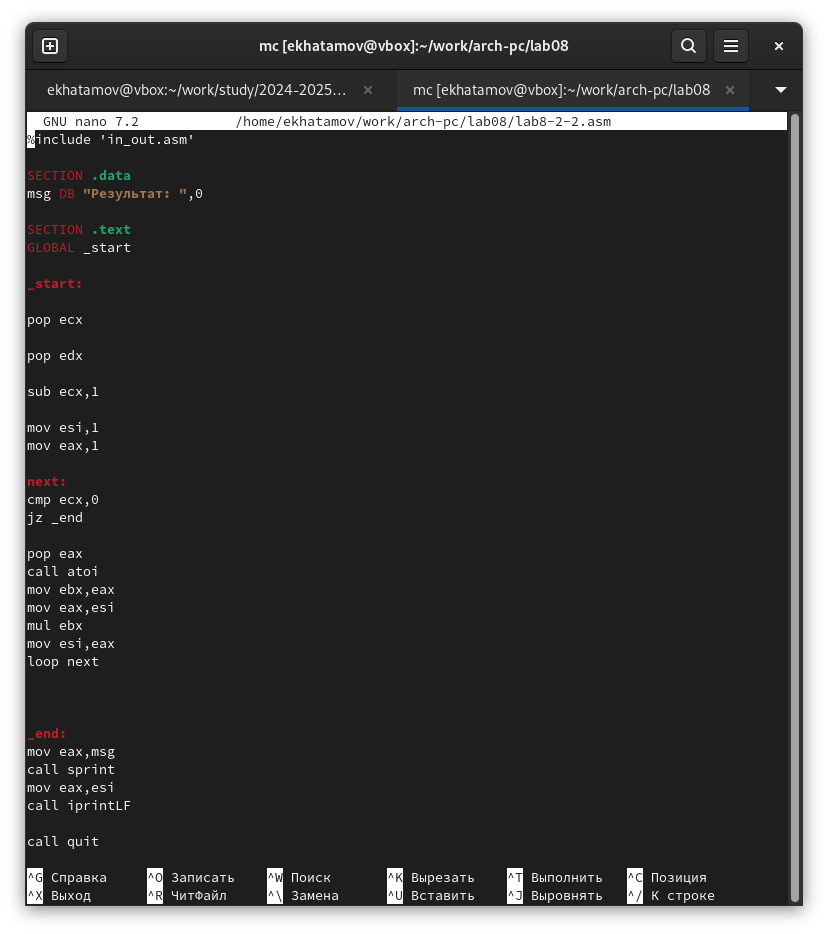 mc [ekhatamov@vbox]:~/work/arch-pc/lab08
ekhatamov@vbox:~/work/study/2024-2025… × mc [ekhatamov@vbox]:~/work/arch-pc/lab08 ×
GNU nano 7.2 /home/ekhatamov/work/arch-pc/lab08/lab8-2-2.asm
%include 'in_out.asm'
SECTION .data
msg DB "Результат: ",0
SECTION .text
GLOBAL _start
_start:
pop ecx
pop edx
sub ecx,1
mov esi,1
mov eax,1
next:
cmp ecx,0
jz _end
pop eax
call atoi
mov ebx,eax
mov eax,esi
mul ebx
mov esi,eax
loop next
_end:
mov eax,msg
call sprint
mov eax,esi
call iprintLF
call quit
^G Справка ^O Записать ^W Поиск ^K Вырезать ^T Выполнить ^C Позиция
^X Выход ^R ЧитФайл ^\ Замена ^U Вставить ^J Выровнять ^/ К строке